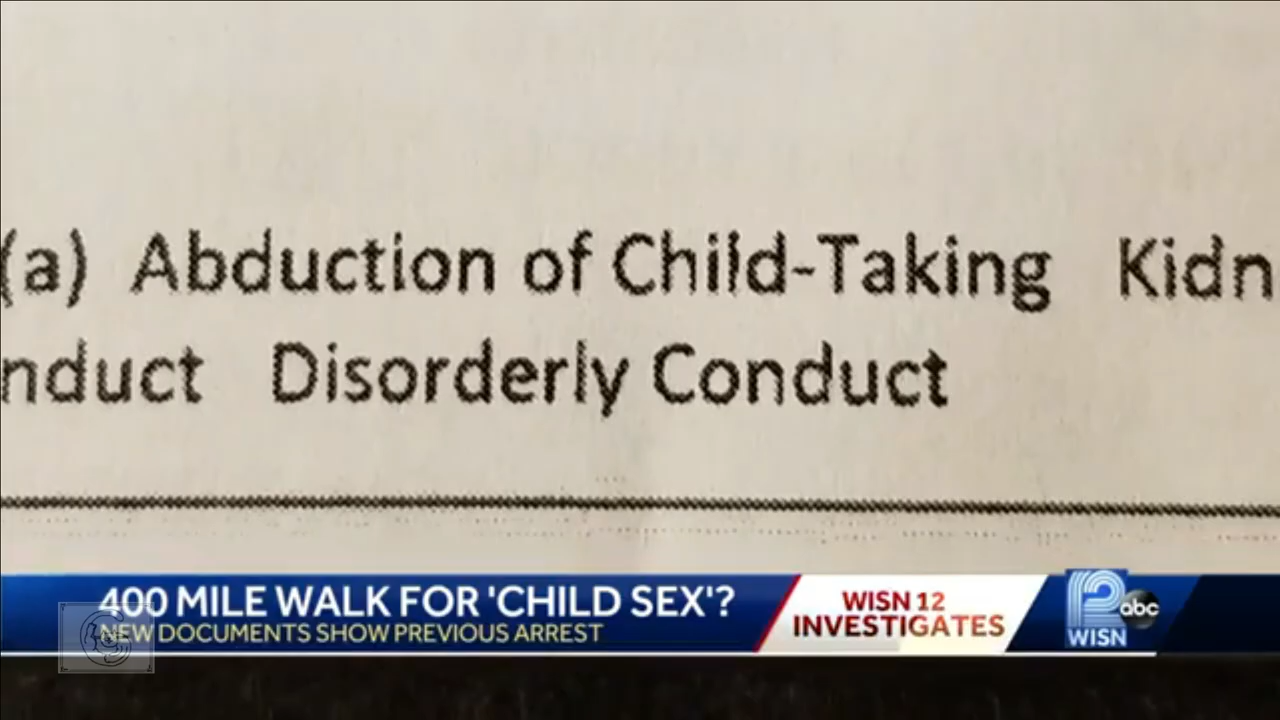 (a) Abduction of Child-Taking Kidn
nduct Disorderly Conduct
400 MILE WALK FOR 'CHILD SEX'?
NEW DOCUMENTS SHOW PREVIOUS ARREST
WISN 12
INVESTIGATES
12
abc
WISN